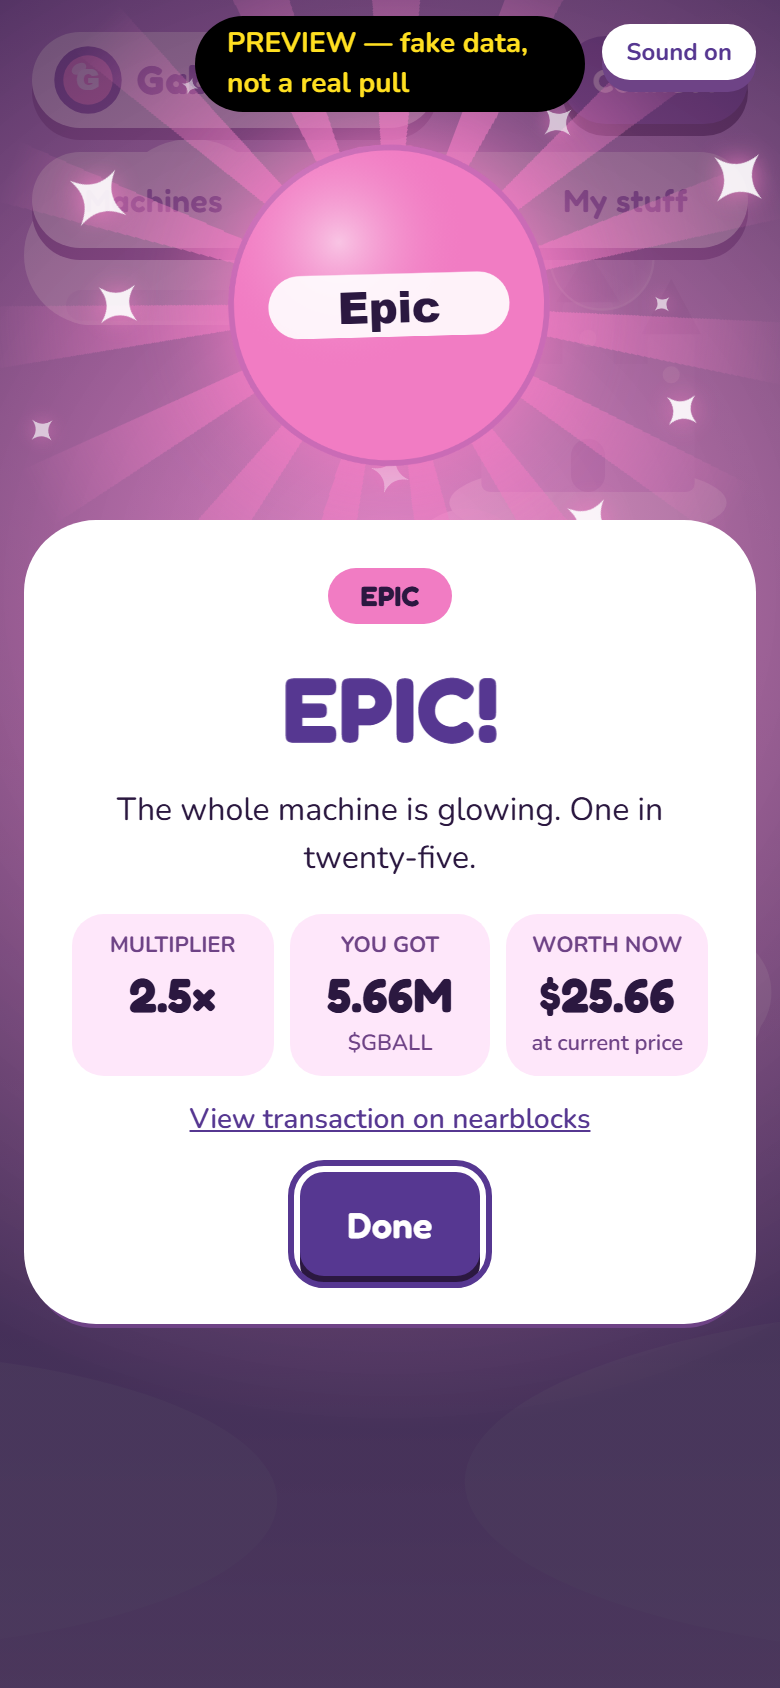 PREVIEW — fake data,
not a real pull
Sound on
My stuff
Epic
EPIC
EPIC!
The whole machine is glowing. One in
twenty-five.
MULTIPLIER
2.5×
YOU GOT
5.66M
$GBALL
WORTH NOW
$25.66
at current price
View transaction on nearblocks
Done